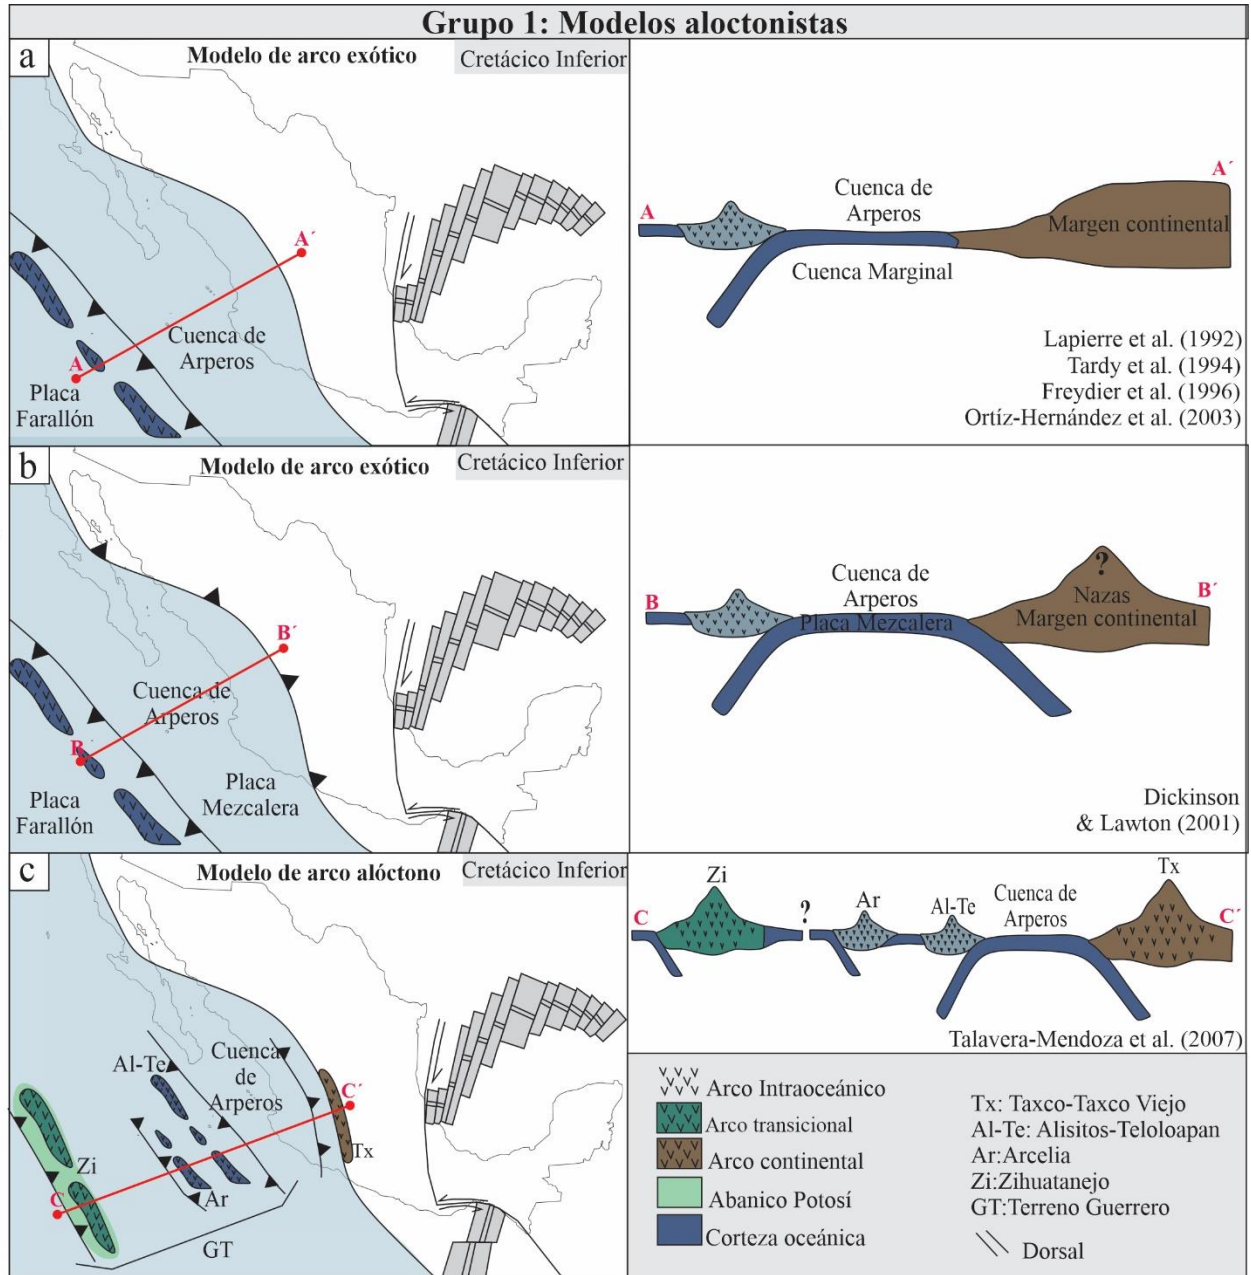 Grupo 1: Modelos aloctonistas
a
Modelo de arco exótico
Cretácico Inferior
A
A´
Cuenca de
Arperos
Placa
Farallón
A
A´
Cuenca de
Arperos
Cuenca Marginal
Margen continental
Lapierre et al. (1992)
Tardy et al. (1994)
Freydier et al. (1996)
Ortíz-Hernández et al. (2003)
b
Modelo de arco exótico
Cretácico Inferior
B
B´
Cuenca de
Arperos
Placa
Mezcalera
Placa
Farallón
B
B´
Cuenca de
Arperos
Placa Mezcalera
?
Nazas
Margen continental
Dickinson
& Lawton (2001)
c
Modelo de arco alóctono
Cretácico Inferior
Al-Te
Cuenca
de
Arperos
C´
Tx
Zi
C
Ar
GT
C
Zi
?
Ar
Al-Te
Cuenca de
Arperos
Tx
C´
Talavera-Mendoza et al. (2007)
Arco Intraoceánico
Arco transicional
Arco continental
Abanico Potosí
Corteza oceánica
Tx: Taxco-Taxco Viejo
Al-Te: Alisitos-Teloloapan
Ar:Arcelia
Zi:Zihuatanejo
GT:Terreno Guerrero
Dorsal